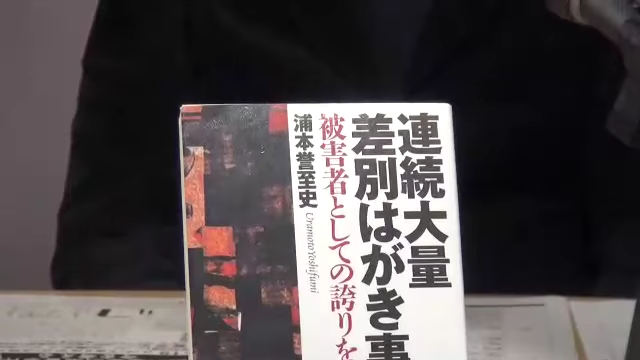 連続大量
差別はがき事
被害者としての誇りを
浦本誉至史
Uramoto Yoshifumi